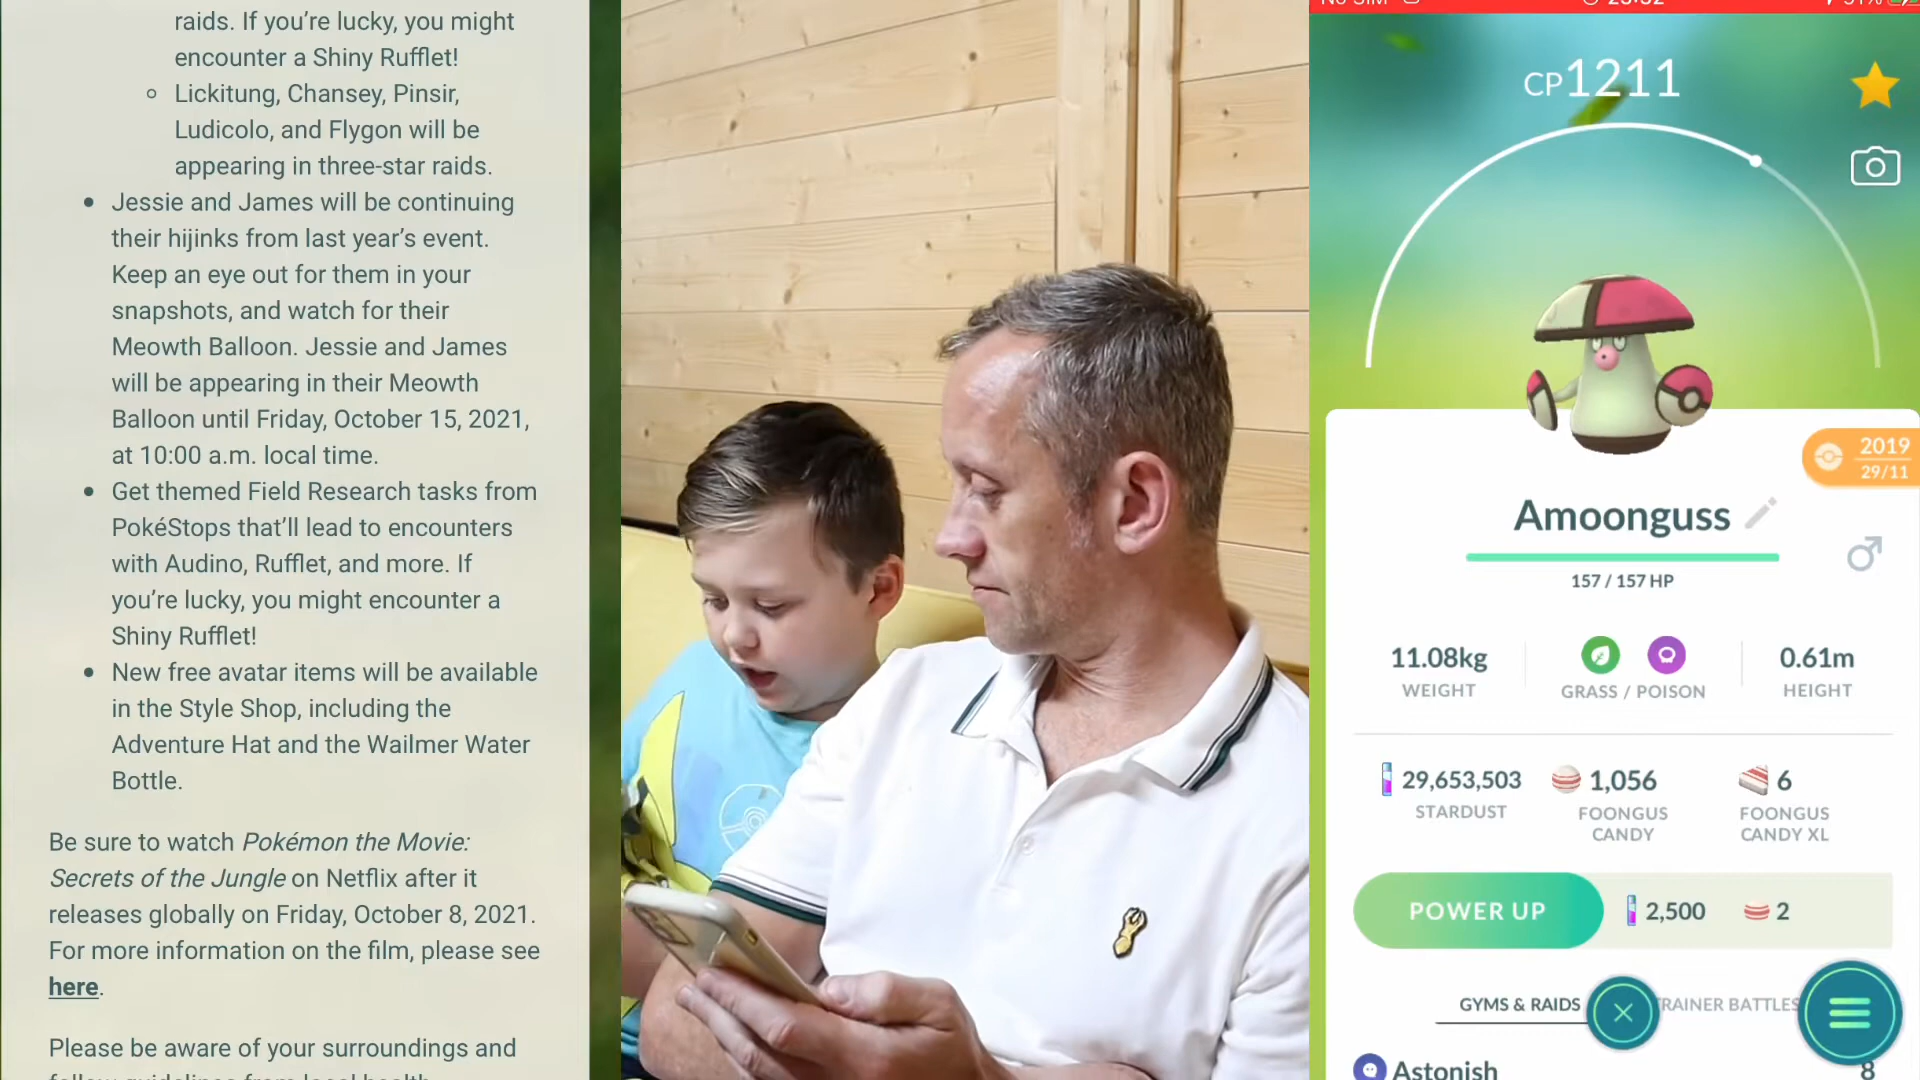 raids. If you’re lucky, you might
encounter a Shiny Rufflet!
Lickitung, Chansey, Pinsir,
Ludicolo, and Flygon will be
appearing in three-star raids.
Jessie and James will be continuing
their hijinks from last year’s event.
Keep an eye out for them in your
snapshots, and watch for their
Meowth Balloon. Jessie and James
will be appearing in their Meowth
Balloon until Friday, October 15, 2021,
at 10:00 a.m. local time.
Get themed Field Research tasks from
PokéStops that’ll lead to encounters
with Audino, Rufflet, and more. If
you’re lucky, you might encounter a
Shiny Rufflet!
New free avatar items will be available
in the Style Shop, including the
Adventure Hat and the Wailmer Water
Bottle.
Be sure to watch Pokémon the Movie:
Secrets of the Jungle on Netflix after it
releases globally on Friday, October 8, 2021.
For more information on the film, please see
here.
Please be aware of your surroundings and
follow guidelines from local health
CP1211
2019
29/11
Amoonguss
157 / 157 HP
11.08kg
WEIGHT
GRASS / POISON
0.61m
HEIGHT
29,653,503
STARDUST
1,056
FOONGUS
CANDY
6
FOONGUS
CANDY XL
POWER UP
2,500
2
GYMS & RAIDS
TRAINER BATTLES
Astonish
8